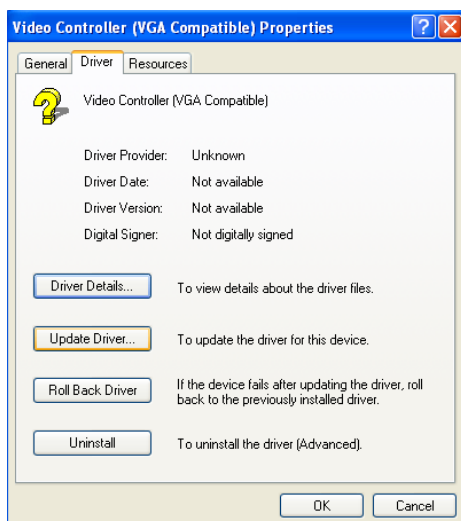 Video Controller (VGA Compatible) Properties
General Driver Resources
Video Controller (VGA Compatible)
Driver Provider: Unknown
Driver Date: Not available
Driver Version: Not available
Digital Signer: Not digitally signed
Driver Details... To view details about the driver files.
Update Driver... To update the driver for this device.
Roll Back Driver If the device fails after updating the driver, roll
back to the previously installed driver.
Uninstall To uninstall the driver (Advanced).
OK Cancel